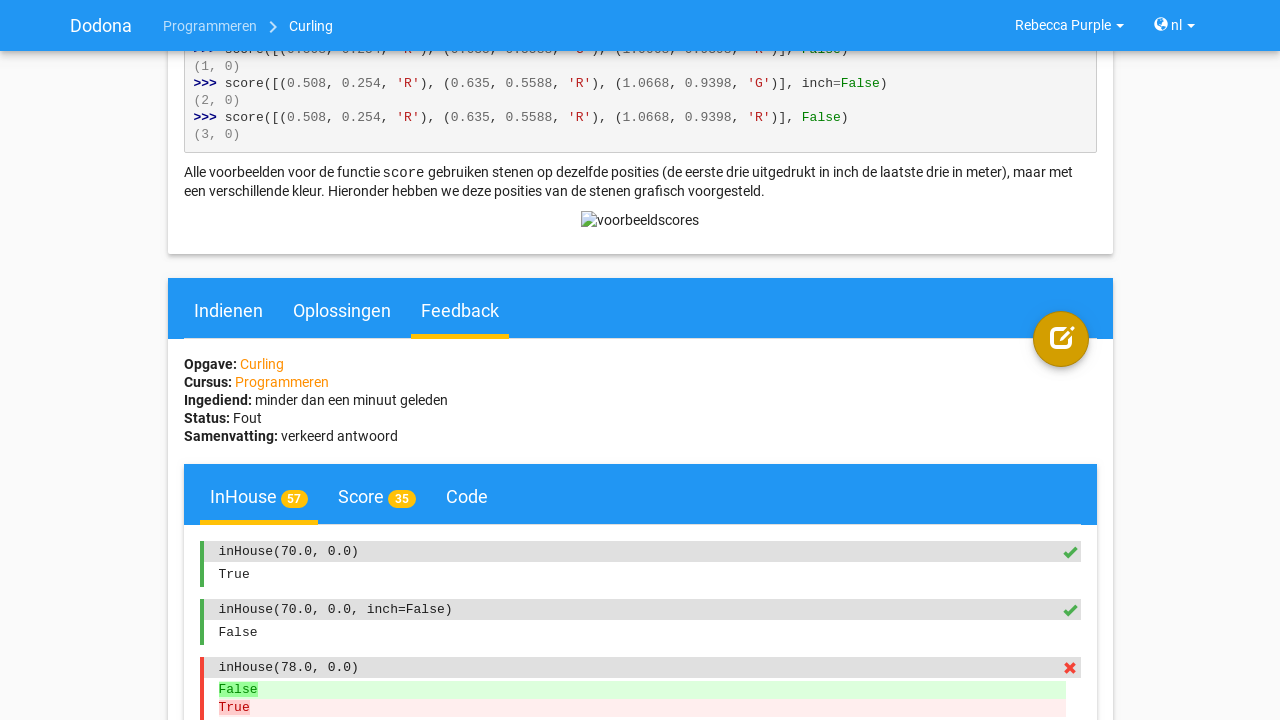 Dodona Programmeren Curling Rebecca Purple nl
(1, 0)
>>> score([(0.508, 0.254, 'R'), (0.635, 0.5588, 'R'), (1.0668, 0.9398, 'G')], inch=False)
(2, 0)
>>> score([(0.508, 0.254, 'R'), (0.635, 0.5588, 'R'), (1.0668, 0.9398, 'R')], False)
(3, 0)
Alle voorbeelden voor de functie score gebruiken stenen op dezelfde posities (de eerste drie uitgedrukt in inch de laatste drie in meter), maar met
een verschillende kleur. Hieronder hebben we deze posities van de stenen grafisch voorgesteld.
voorbeeldscores
Indienen Oplossingen Feedback
Opgave: Curling
Cursus: Programmeren
Ingediend: minder dan een minuut geleden
Status: Fout
Samenvatting: verkeerd antwoord
InHouse 57 Score 35 Code
inHouse(70.0, 0.0)
True
inHouse(70.0, 0.0, inch=False)
False
inHouse(78.0, 0.0)
False
True